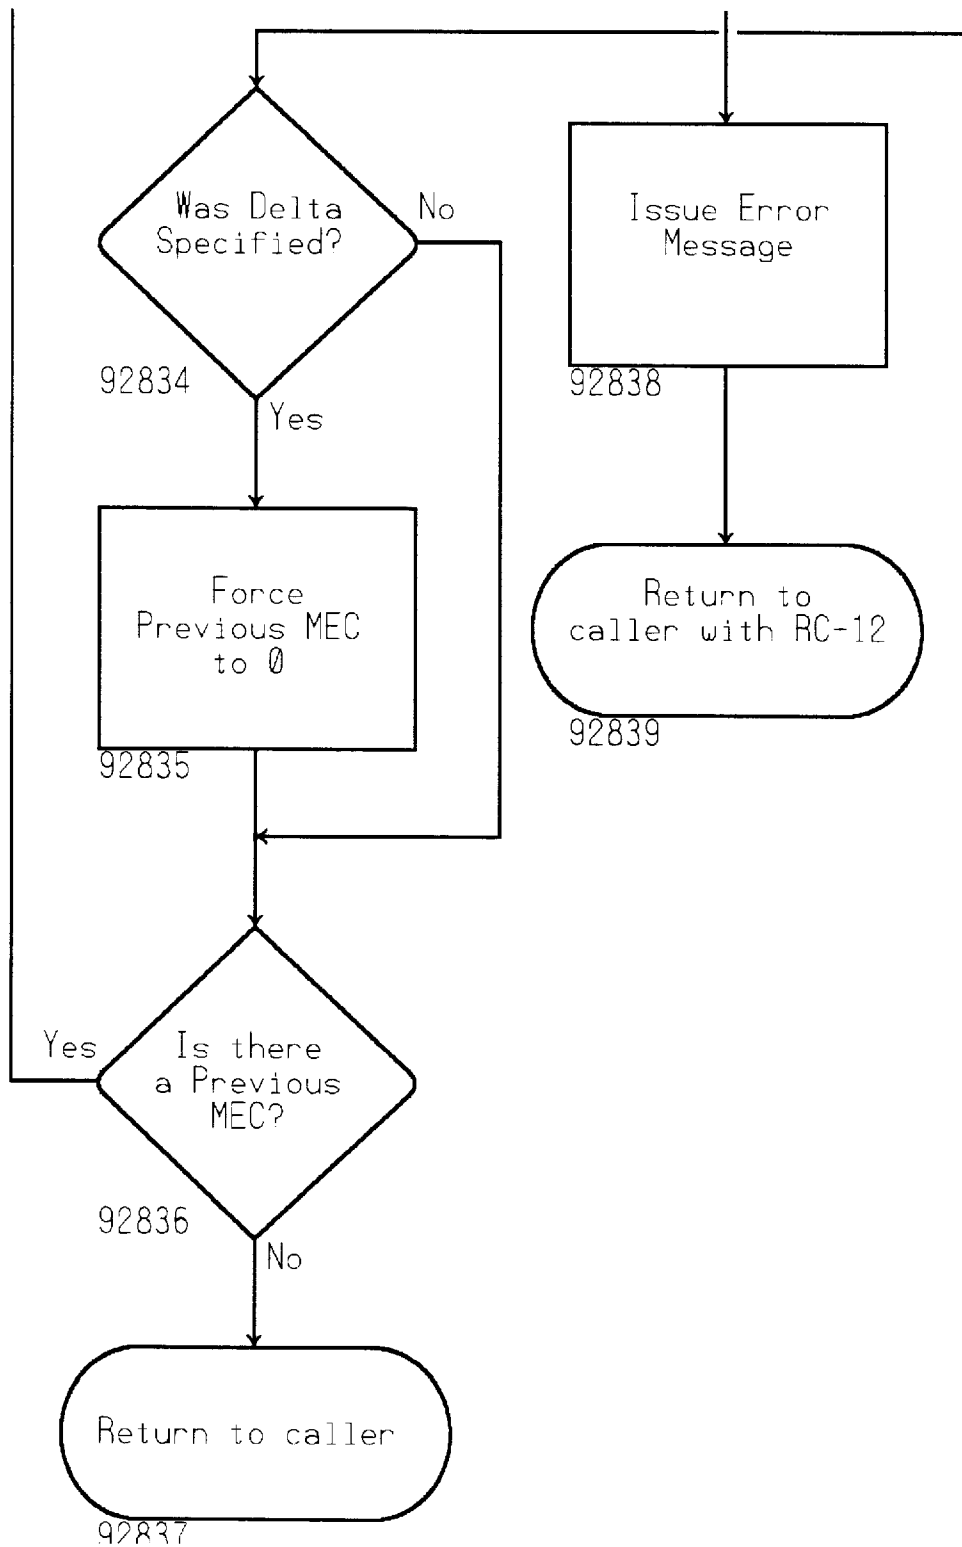 Was Delta
Specified?
No
92834
Yes
Force
Previous MEC
to 0
92835
Yes
Is there
a Previous
MEC?
92836
No
Return to caller
92837
Issue Error
Message
92838
Return to
caller with RC-12
92839